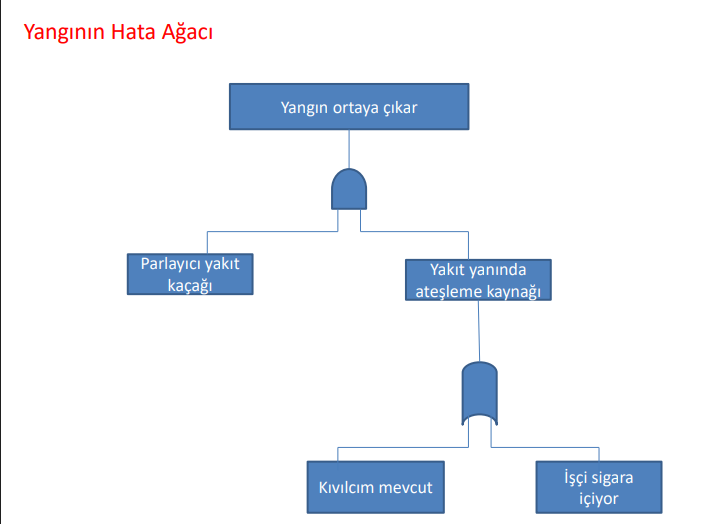 Yangının Hata Ağacı
Yangın ortaya çıkar
Parlayıcı yakıt
kaçağı
Yakıt yanında
ateşleme kaynağı
Kıvılcım mevcut
İşçi sigara
içiyor